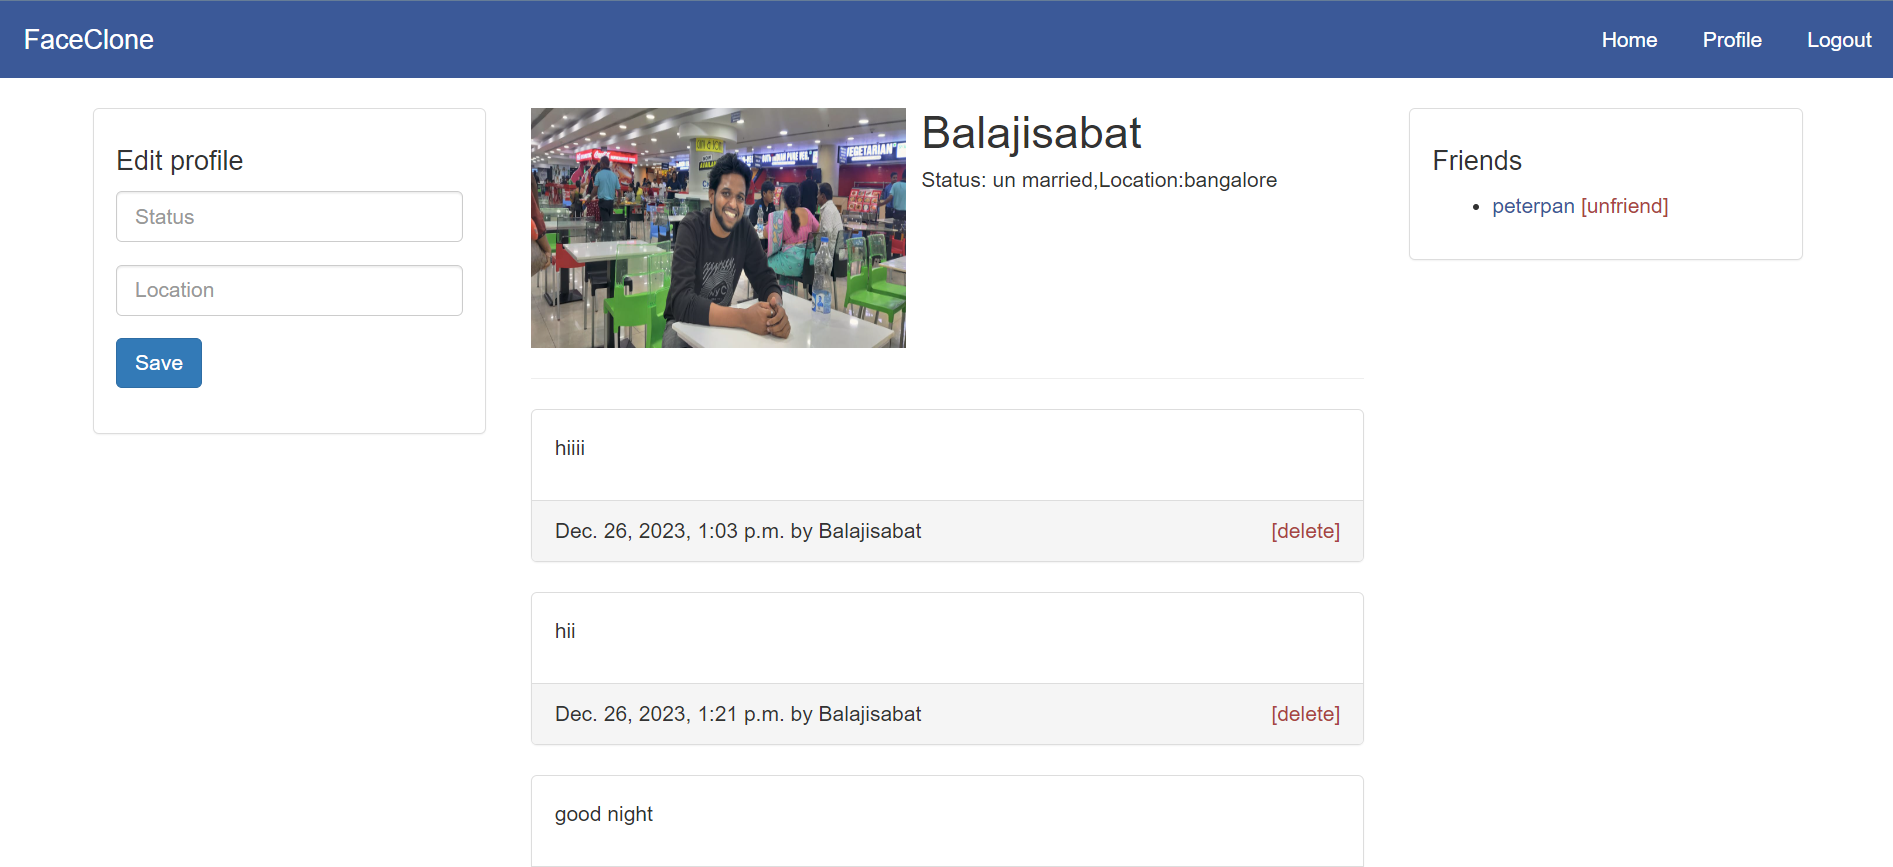 FaceClone
Home
Profile
Logout
Edit profile
Status
Location
Save
Balajisabat
Status: un married,Location:bangalore
Friends
peterpan [unfriend]
hiiii
Dec. 26, 2023, 1:03 p.m. by Balajisabat
[delete]
hii
Dec. 26, 2023, 1:21 p.m. by Balajisabat
[delete]
good night